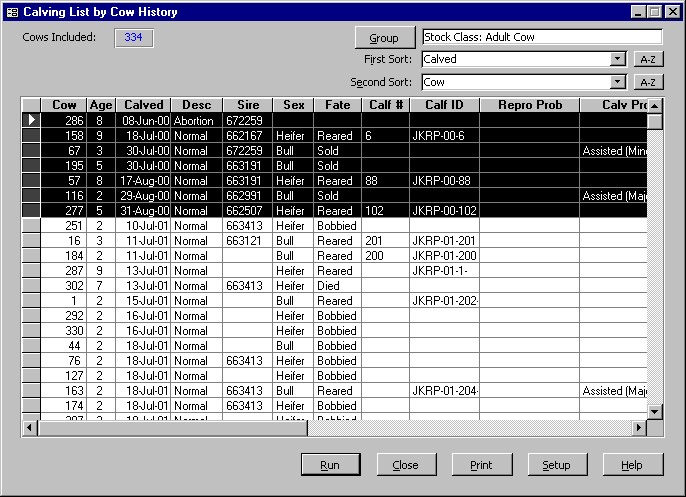 Calving List by Cow History
Cows Included: 334 Group Stock Class: Adult Cow
First Sort: Calved A-Z
Second Sort: Cow A-Z
Cow Age Calved Desc Sire Sex Fate Calf # Calf ID Repro Prob Calv Pro
286 8 08-Jun-00 Abortion 672259
158 9 18-Jul-00 Normal 662167 Heifer Reared 6 JKRP-00-6
67 3 30-Jul-00 Normal 672259 Bull Sold Assisted (Mino
195 5 30-Jul-00 Normal 663191 Bull Sold
57 8 17-Aug-00 Normal 663191 Heifer Reared 88 JKRP-00-88
116 2 29-Aug-00 Normal 662991 Bull Sold Assisted (Maj
277 5 31-Aug-00 Normal 662507 Heifer Reared 102 JKRP-00-102
251 2 10-Jul-01 Normal 663413 Heifer Bobbied
16 3 11-Jul-01 Normal 663121 Bull Reared 201 JKRP-01-201
184 2 11-Jul-01 Normal Bull Reared 200 JKRP-01-200
287 9 13-Jul-01 Normal Heifer Reared JKRP-01-1-
302 7 13-Jul-01 Normal 663413 Heifer Died
1 2 15-Jul-01 Normal Bull Reared JKRP-01-202-
292 2 16-Jul-01 Normal Heifer Bobbied
330 2 16-Jul-01 Normal Heifer Bobbied
44 2 18-Jul-01 Normal Bull Bobbied
76 2 18-Jul-01 Normal 663413 Heifer Bobbied
127 2 18-Jul-01 Normal Heifer Bobbied
163 2 18-Jul-01 Normal 663413 Bull Reared JKRP-01-204- Assisted (Maj
174 2 18-Jul-01 Normal 663413 Heifer Bobbied
Run Close Print Setup Help